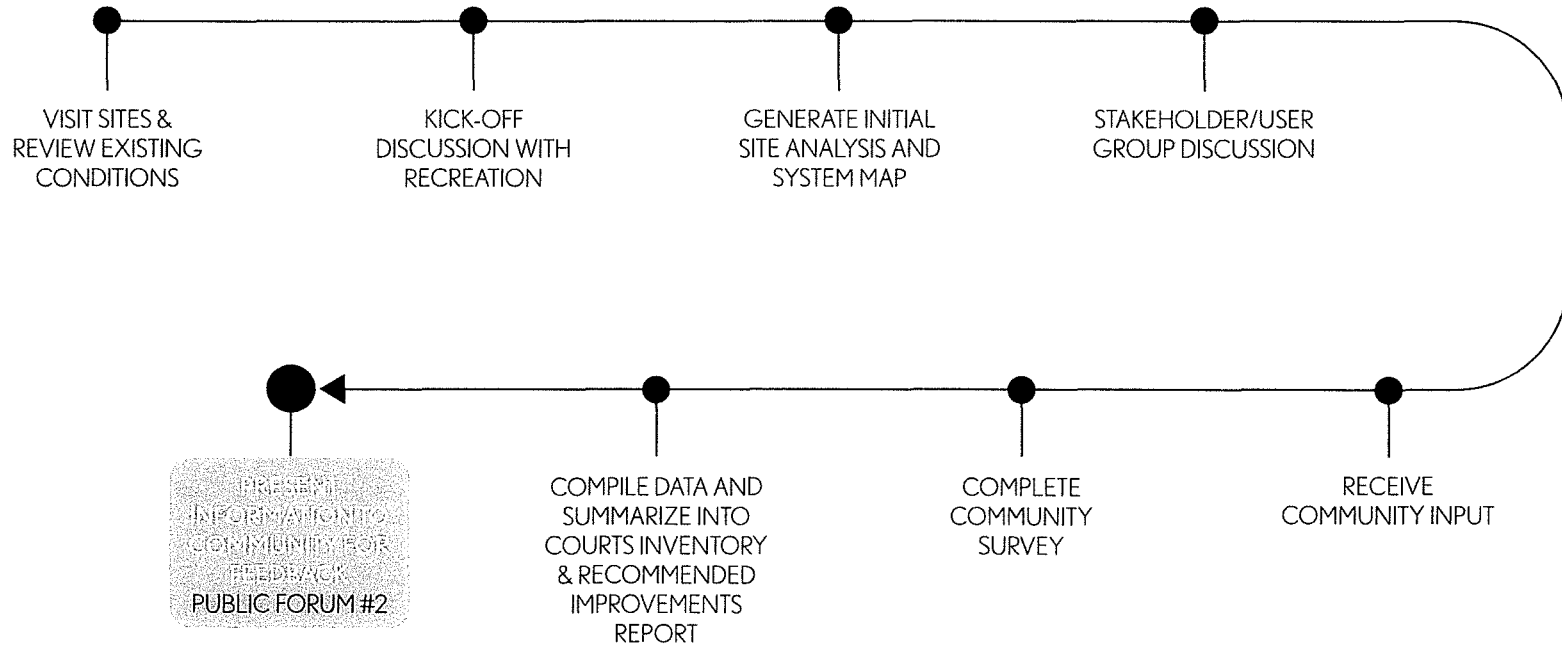 VISIT SITES &
REVIEW EXISTING
CONDITIONS
KICK-OFF
DISCUSSION WITH
RECREATION
GENERATE INITIAL
SITE ANALYSIS AND
SYSTEM MAP
STAKEHOLDER/USER
GROUP DISCUSSION
RECEIVE
COMMUNITY INPUT
COMPLETE
COMMUNITY
SURVEY
COMPILE DATA AND
SUMMARIZE INTO
COURTS INVENTORY
& RECOMMENDED
IMPROVEMENTS
REPORT
PRESENT
INFORMATION TO
COMMUNITY FOR
FEEDBACK
PUBLIC FORUM #2